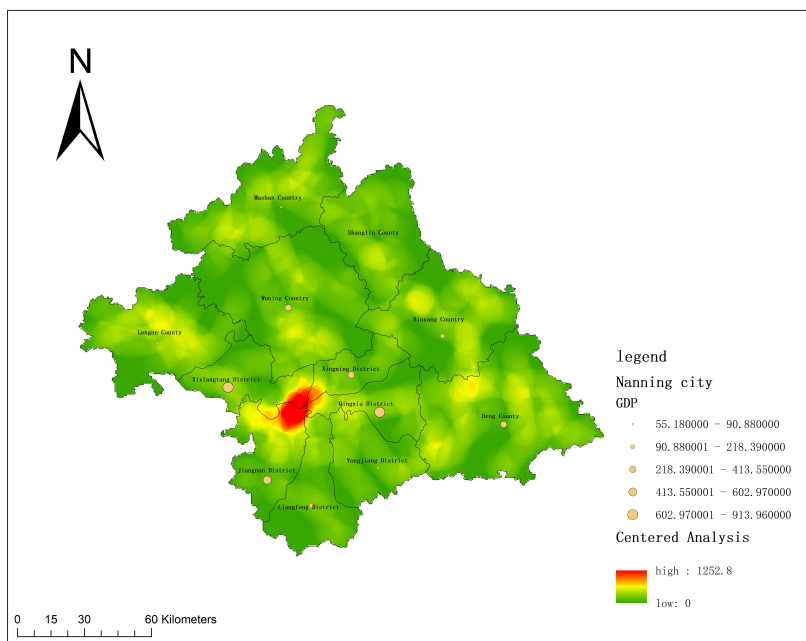 N
Mashan Country
Shanglin County
Wuming Country
Binyang Country
Longan County
Xingning District
Xixiangtang District
Qingxiu District
Heng County
Yongjiang District
Jiangnan District
Liangfeng District
legend
Nanning city
GDP
55.180000 - 90.880000
90.880001 - 218.390000
218.390001 - 413.550000
413.550001 - 602.970000
602.970001 - 913.960000
Centered Analysis
high : 1252.8
low: 0
0 15 30 60 Kilometers